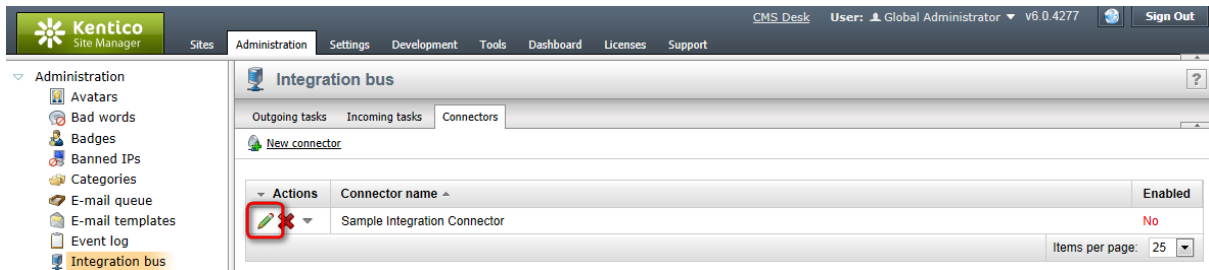 CMS Desk User: Global Administrator v6.0.4277 Sign Out
Kentico
Site Manager
Sites Administration Settings Development Tools Dashboard Licenses Support
Administration
Avatars
Bad words
Badges
Banned IPs
Categories
E-mail queue
E-mail templates
Event log
Integration bus
Integration bus ?
Outgoing tasks Incoming tasks Connectors
New connector
Actions Connector name Enabled
Sample Integration Connector No
Items per page: 25